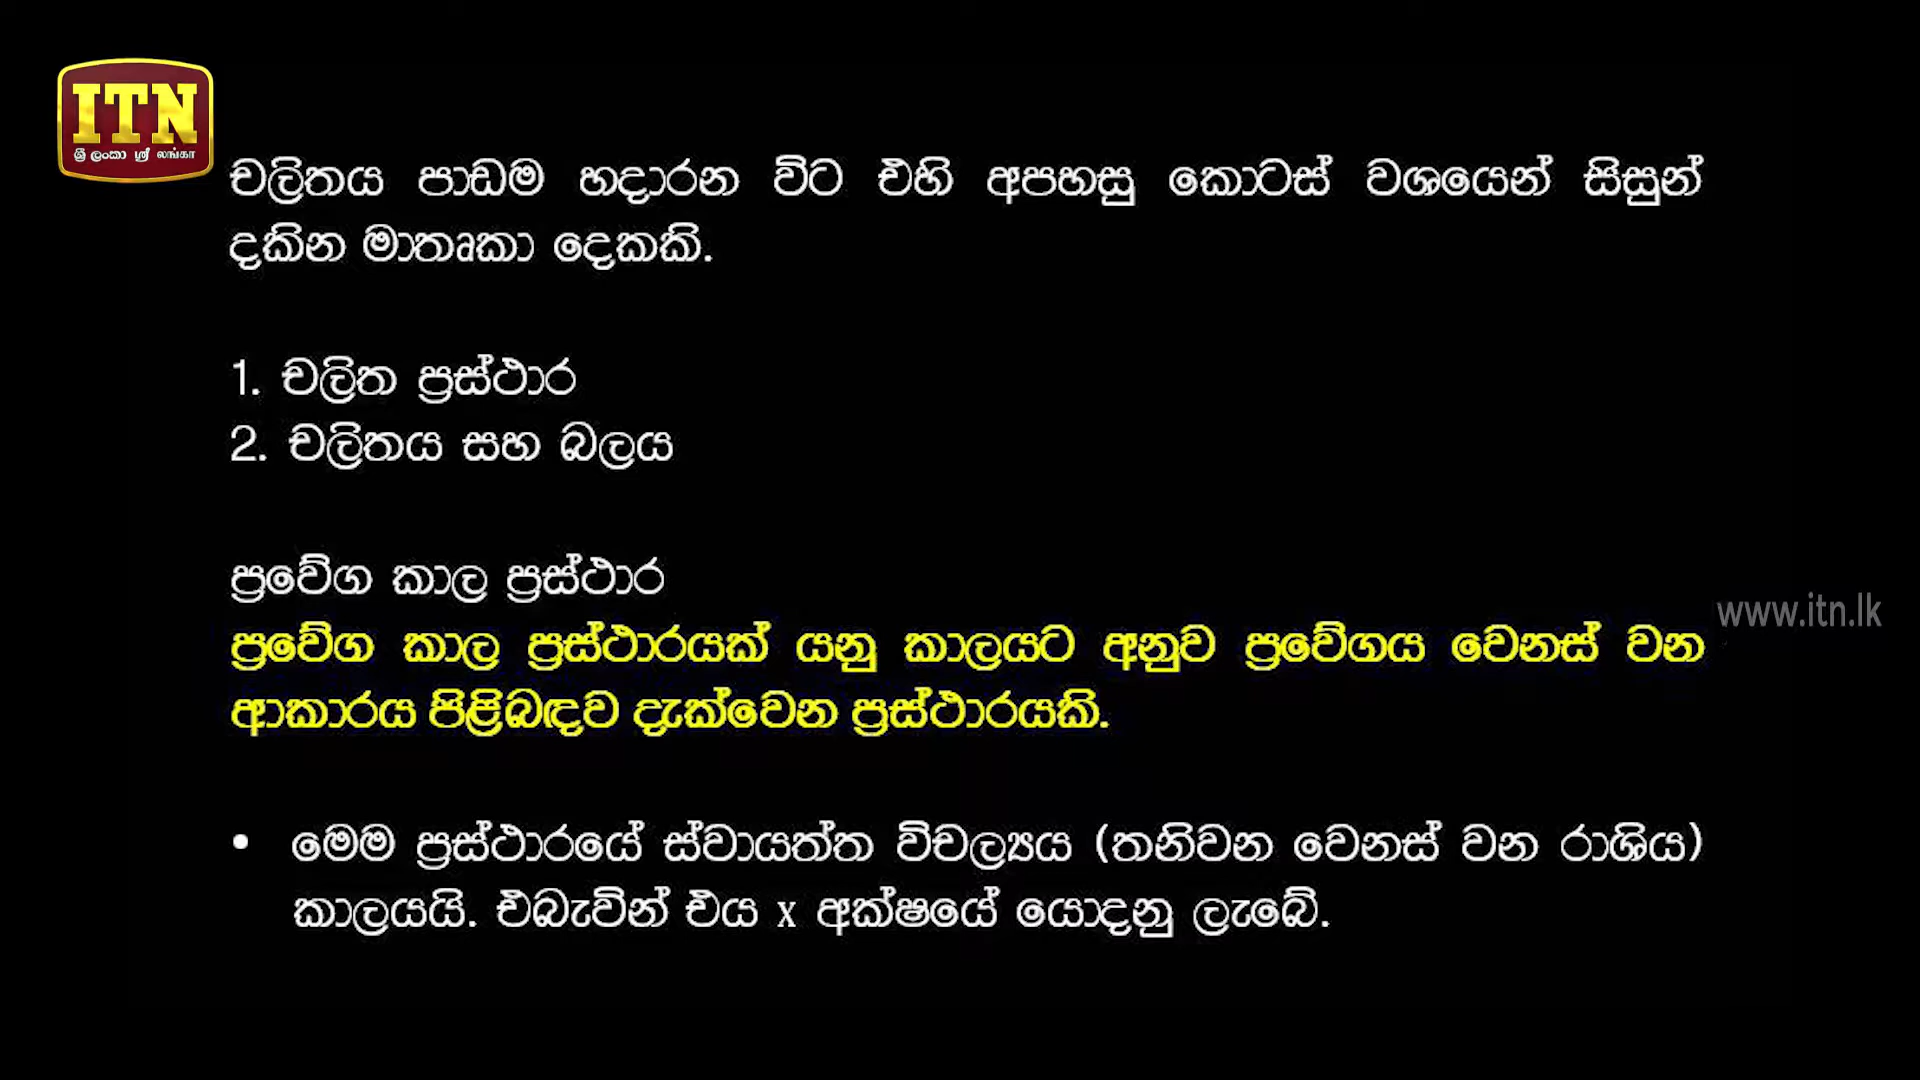 ITN
ශ්‍රී ලංකා ஸ்ரீ லங்கா
චලිතය පාඩම හදාරන විට එහි අපහසු කොටස් වශයෙන් සිසුන්
දකින මාතෘකා දෙකකි.
1. චලිත ප්‍රස්ථාර
2. චලිතය සහ බලය
ප්‍රවේග කාල ප්‍රස්ථාර
www.itn.lk
ප්‍රවේග කාල ප්‍රස්ථාරයක් යනු කාලයට අනුව ප්‍රවේගය වෙනස් වන
ආකාරය පිළිබඳව දැක්වෙන ප්‍රස්ථාරයකි.
• මෙම ප්‍රස්ථාරයේ ස්වායත්ත විචල්‍යය (තනිවන වෙනස් වන රාශිය)
කාලයයි. එබැවින් එය x අක්ෂයේ යොදනු ලැබේ.